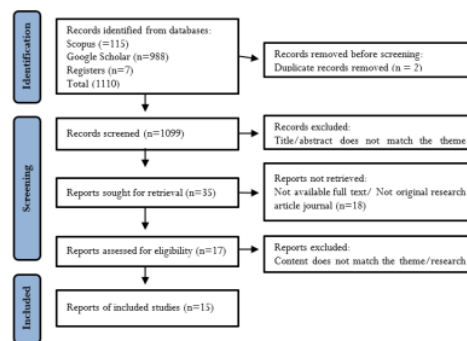 Identification
Records identified from databases:
Scopus (=115)
Google Scholar (n=988)
Registers (n=7)
Total (1110)
Records removed before screening:
Duplicate records removed (n = 2)
Screening
Records screened (n=1099)
Records excluded:
Title/abstract does not match the theme
Reports sought for retrieval (n=35)
Reports not retrieved:
Not available full text/ Not original research
article journal (n=18)
Reports assessed for eligibility (n=17)
Reports excluded:
Content does not match the theme/research
Included
Reports of included studies (n=15)